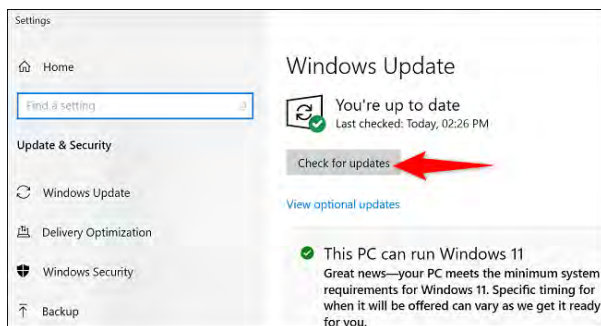 Settings
Home
Find a setting
Update & Security
Windows Update
Delivery Optimization
Windows Security
Backup
Windows Update
You're up to date
Last checked: Today, 02:26 PM
Check for updates
View optional updates
This PC can run Windows 11
Great news—your PC meets the minimum system
requirements for Windows 11. Specific timing for
when it will be offered can vary as we get it ready
for you.